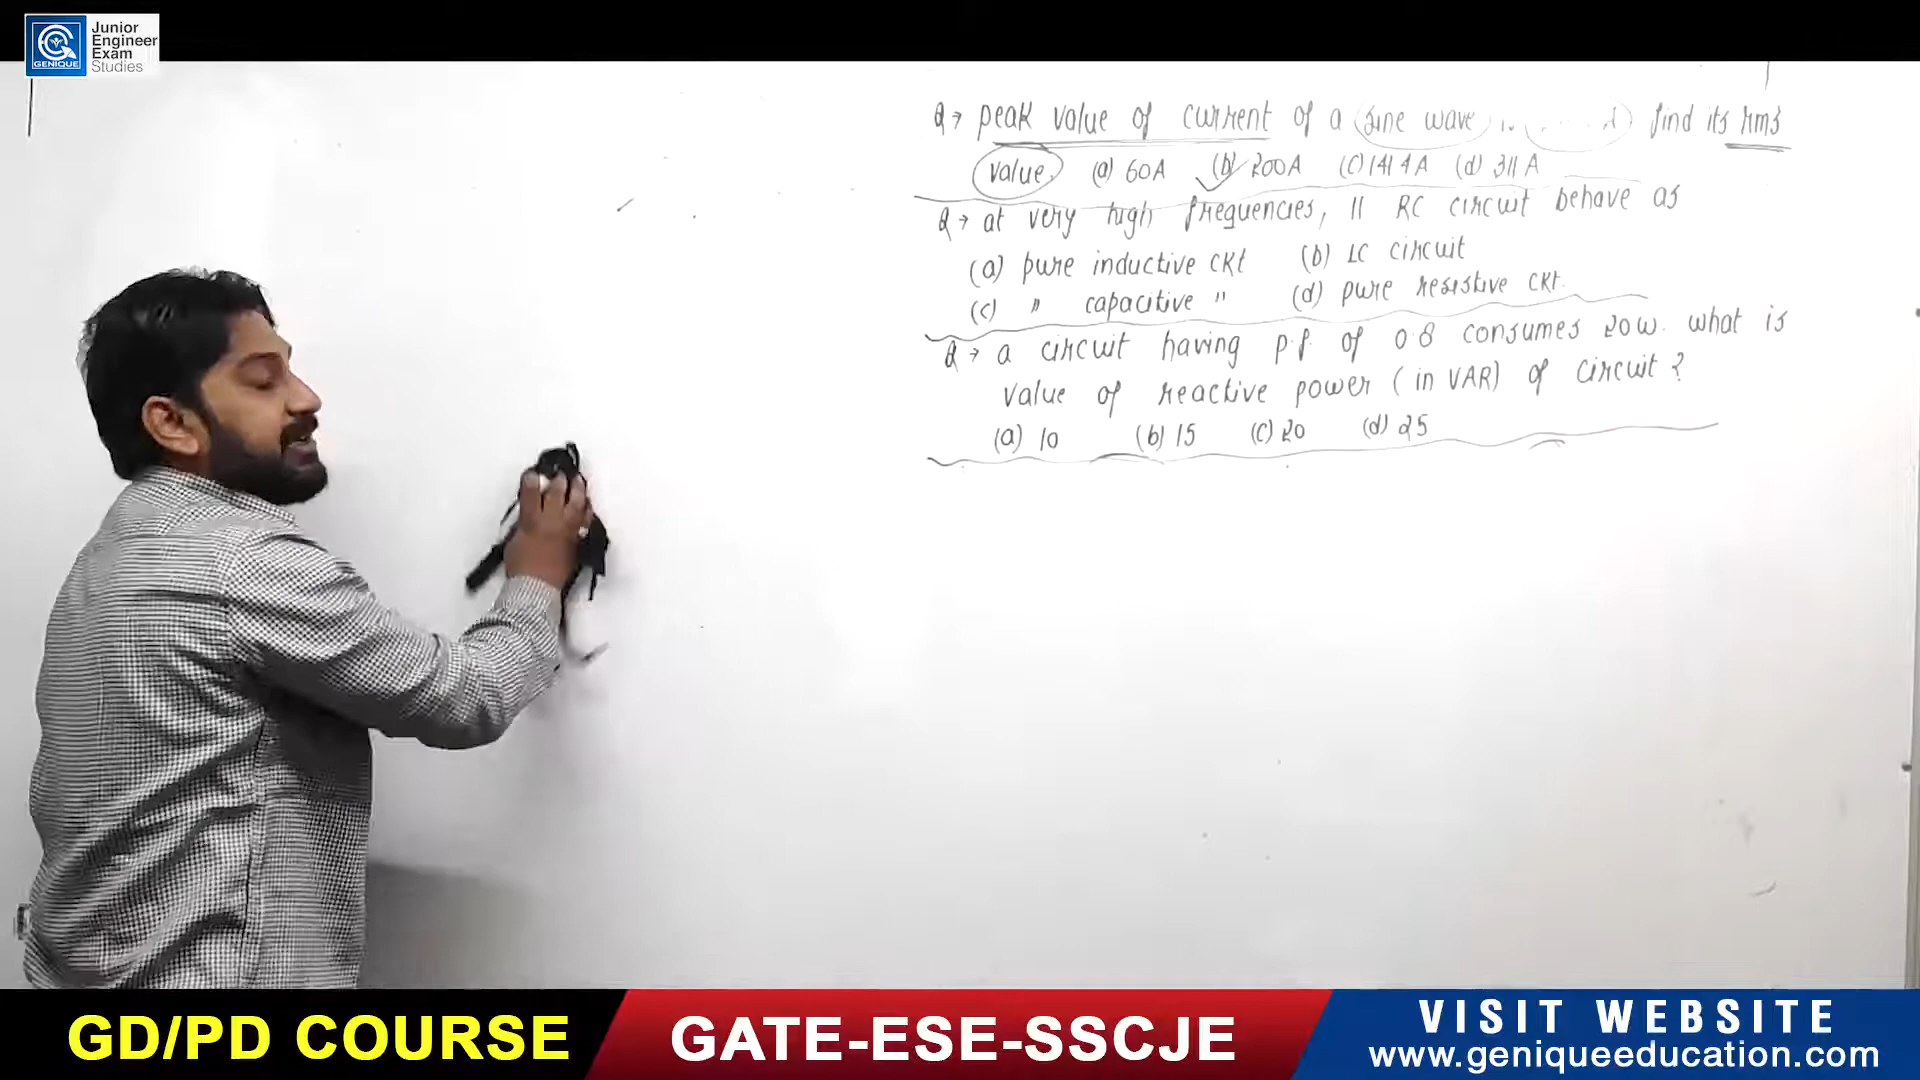 Junior
Engineer
Exam
Studies
GENIQUE
Q→ peak value of current of a sine wave find its rms
value. (a) 60A (b) 200A (c) 1414A (d) 311A
Q→ at very high frequencies, || RC circuit behave as
(a) pure inductive ckt (b) LC circuit
(c) " capacitive " (d) pure resistive ckt.
Q→ a circuit having p.f. of 0.8 consumes 20W. what is
value of reactive power (in VAR) of circuit?
(a) 10 (b) 15 (c) 20 (d) 25
GD/PD COURSE
GATE-ESE-SSCJE
VISIT WEBSITE
www.geniqueeducation.com